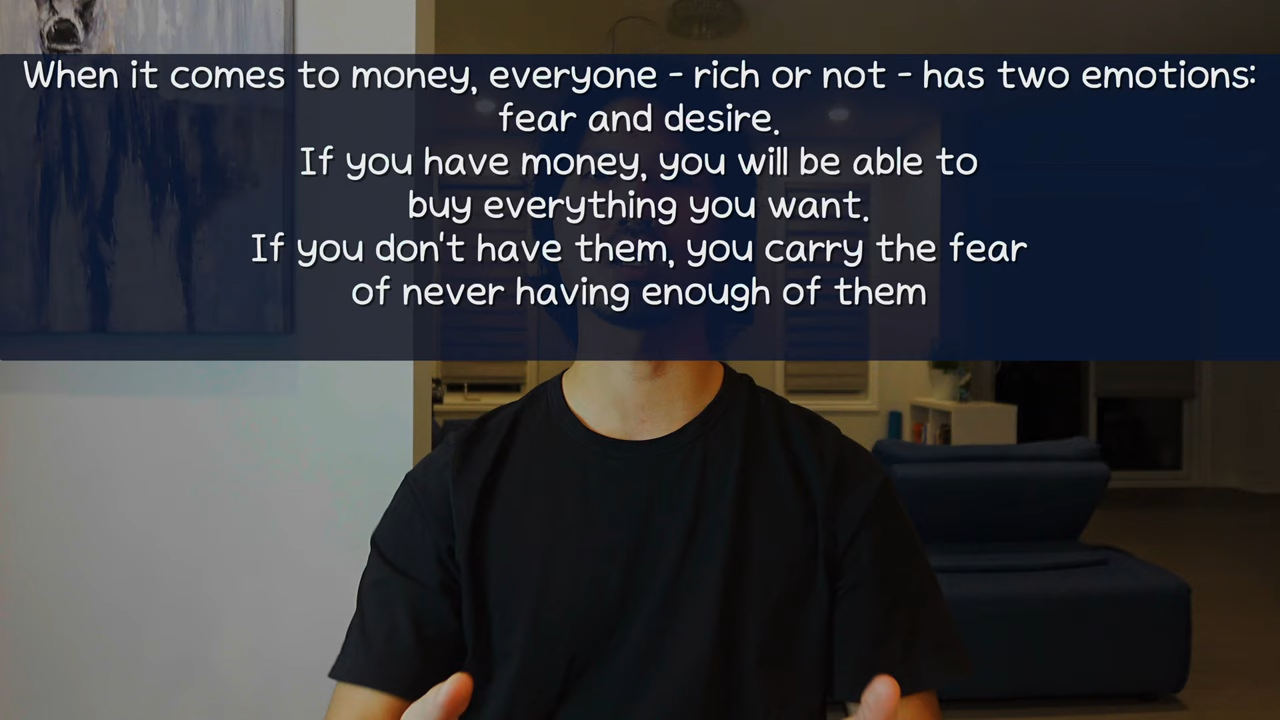 When it comes to money, everyone - rich or not - has two emotions:
fear and desire.
If you have money, you will be able to
buy everything you want.
If you don't have them, you carry the fear
of never having enough of them